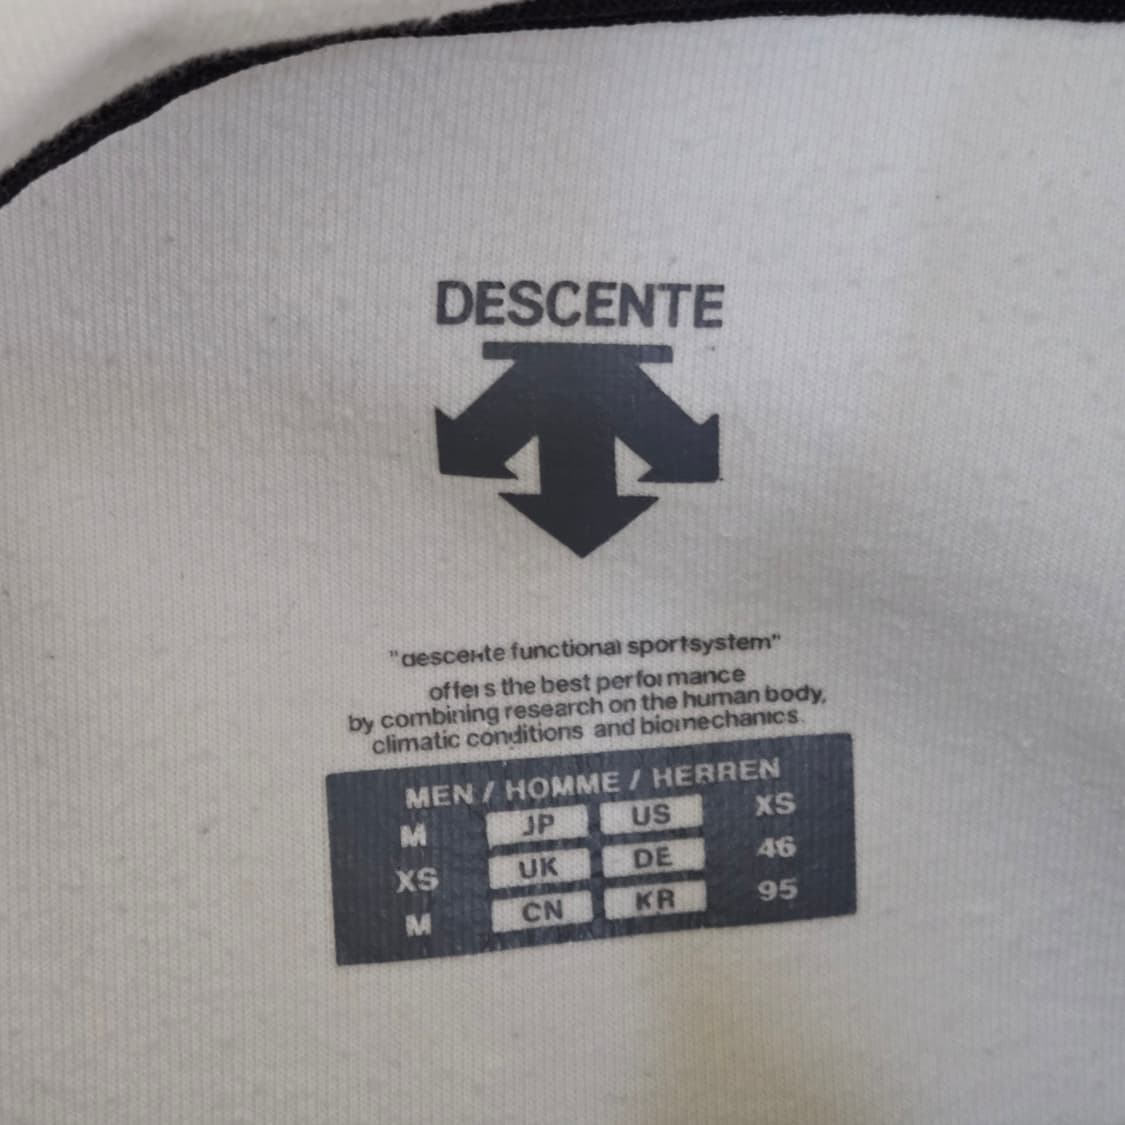 DESCENTE
"descente functional sportsystem"
offers the best performance
by combining research on the human body,
climatic conditions and biomechanics.
MEN / HOMME / HERREN
M JP US XS
XS UK DE 46
M CN KR 95